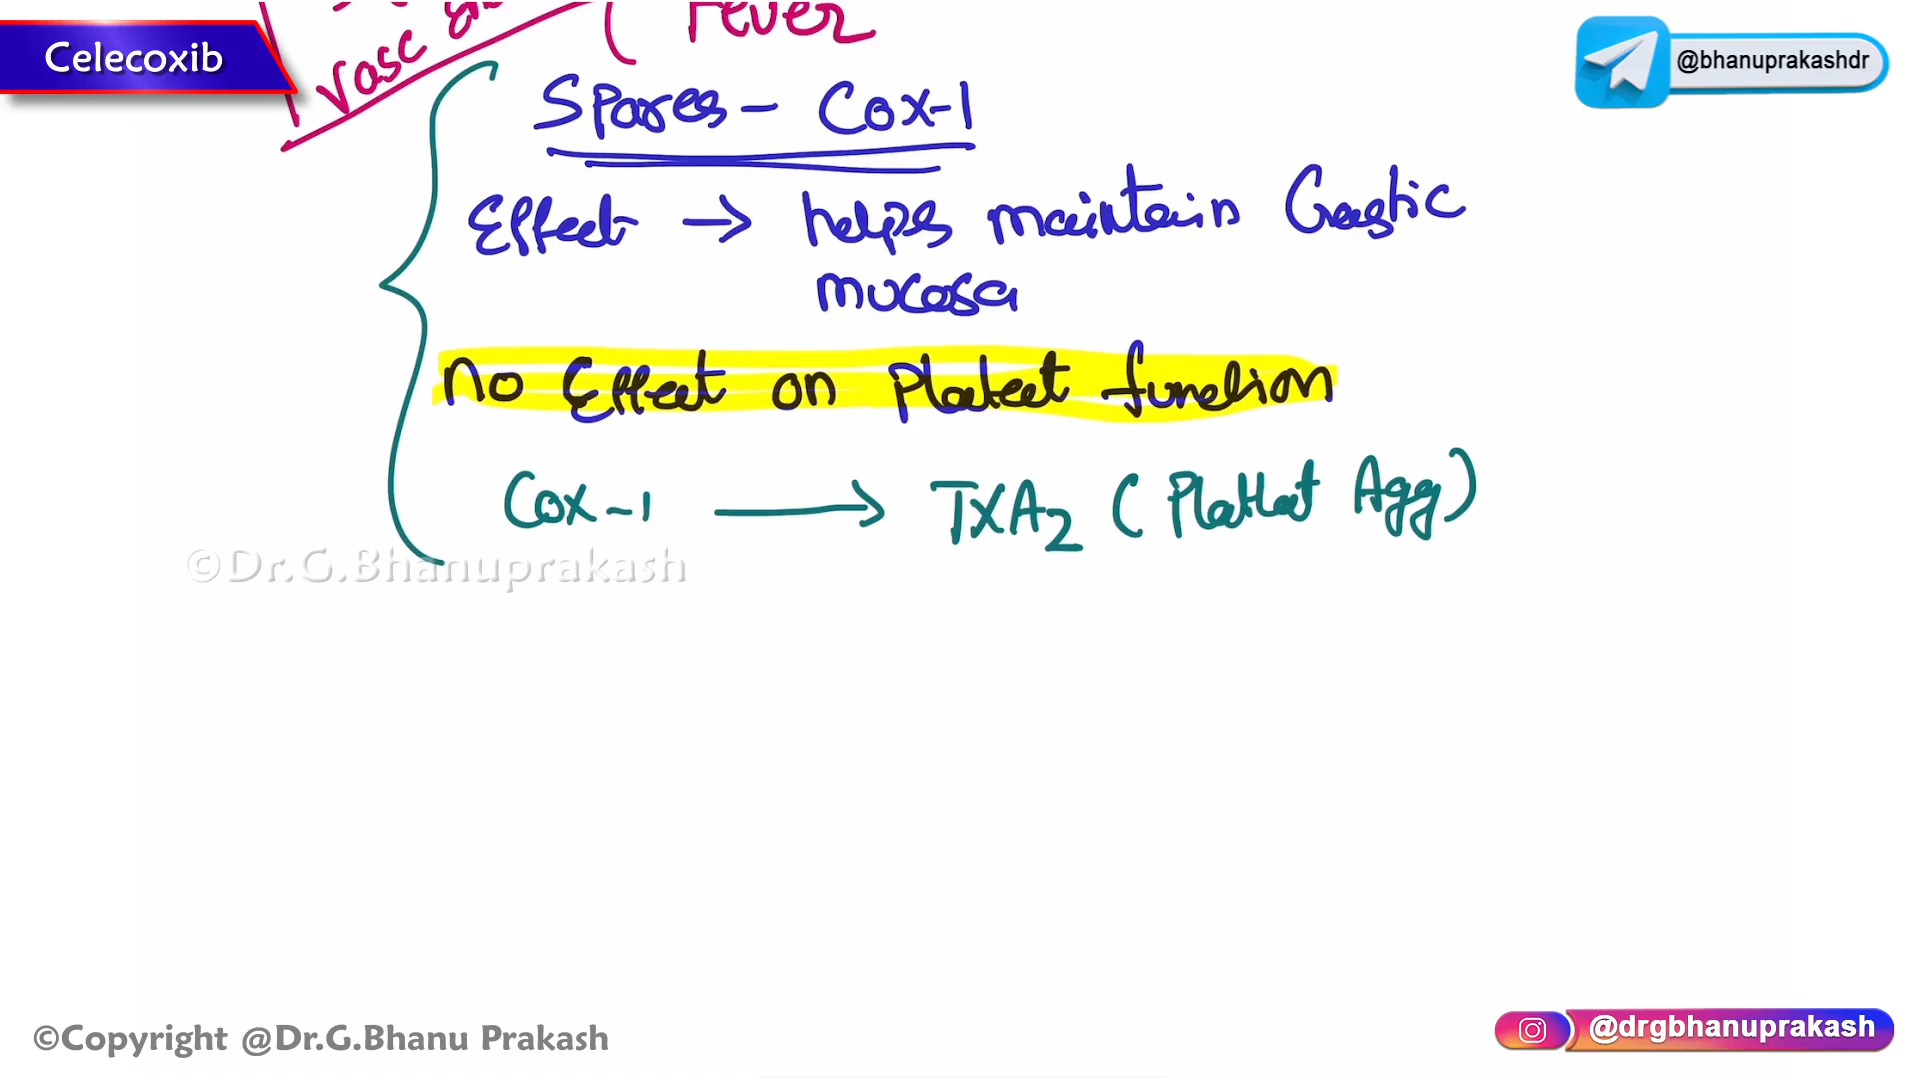 Fever
Vasc
Celecoxib
@bhanuprakashdr
Spares - Cox-1
Effect → helps maintain Gastic
mucosa
No Effect on Platelet function
Cox-1 → TXA2 (Platlet Agg)
©Dr.G.Bhanuprakash
©Copyright @Dr.G.Bhanu Prakash
@drgbhanuprakash